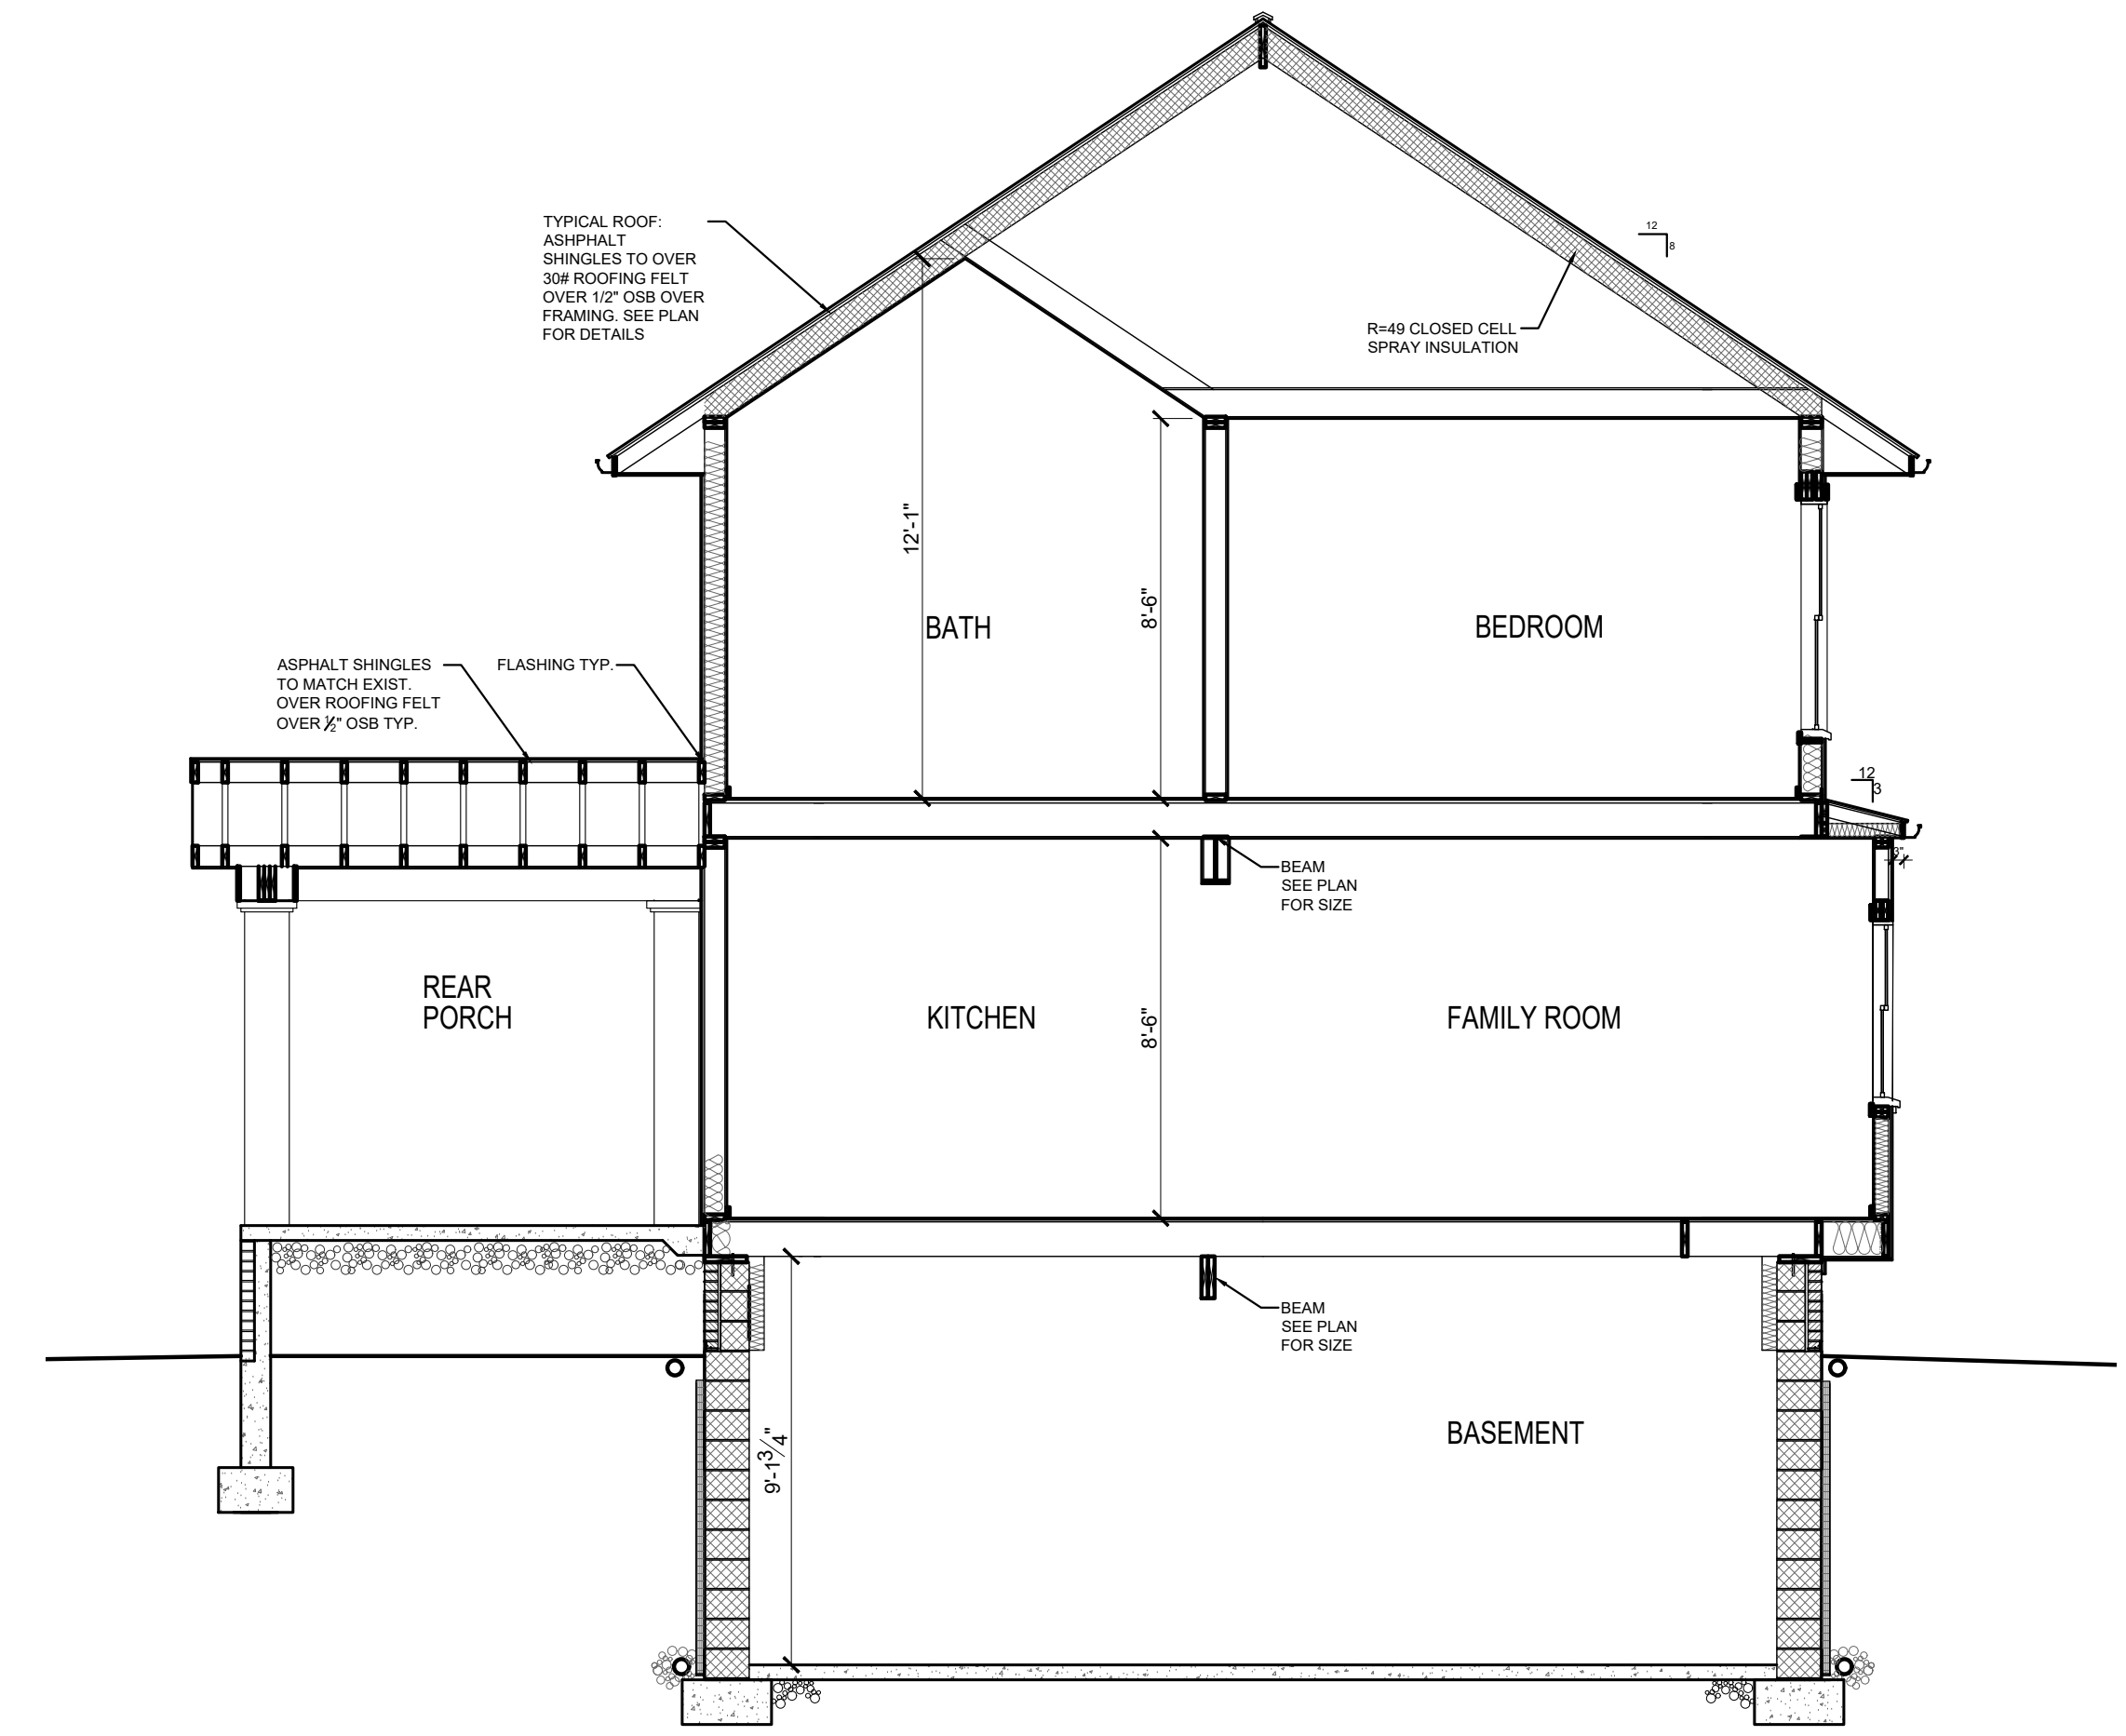 TYPICAL ROOF:
ASHPHALT
SHINGLES TO OVER
30# ROOFING FELT
OVER 1/2" OSB OVER
FRAMING. SEE PLAN
FOR DETAILS
12
8
R=49 CLOSED CELL
SPRAY INSULATION
12'-1"
8'-6"
BATH
BEDROOM
ASPHALT SHINGLES
TO MATCH EXIST.
OVER ROOFING FELT
OVER ½" OSB TYP.
FLASHING TYP.
12
3
3"
BEAM
SEE PLAN
FOR SIZE
REAR
PORCH
KITCHEN
8'-6"
FAMILY ROOM
BEAM
SEE PLAN
FOR SIZE
9'-1¾"
BASEMENT